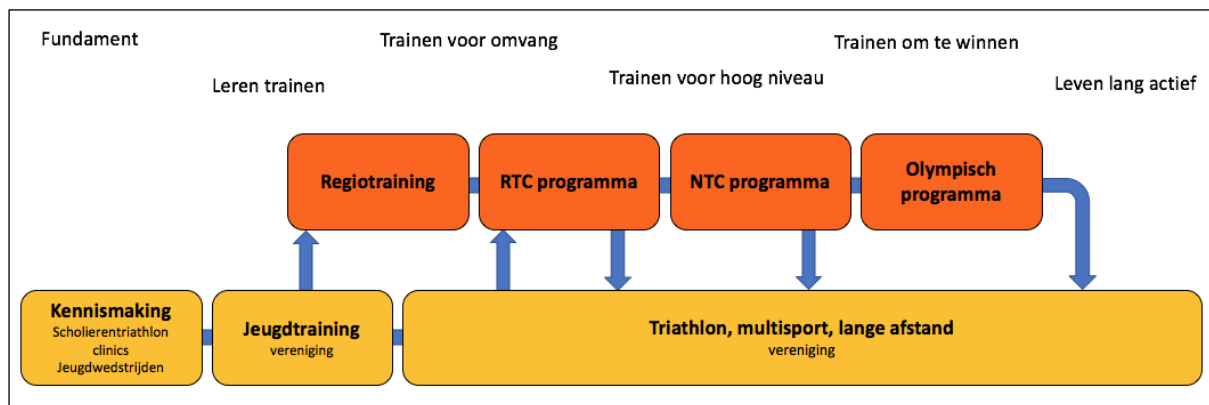 Fundament
Trainen voor omvang
Trainen om te winnen
Leren trainen
Trainen voor hoog niveau
Leven lang actief
Regiotraining
RTC programma
NTC programma
Olympisch
programma
Kennismaking
Scholierentriathlon
clinics
Jeugdwedstrijden
Jeugdtraining
vereniging
Triathlon, multisport, lange afstand
vereniging